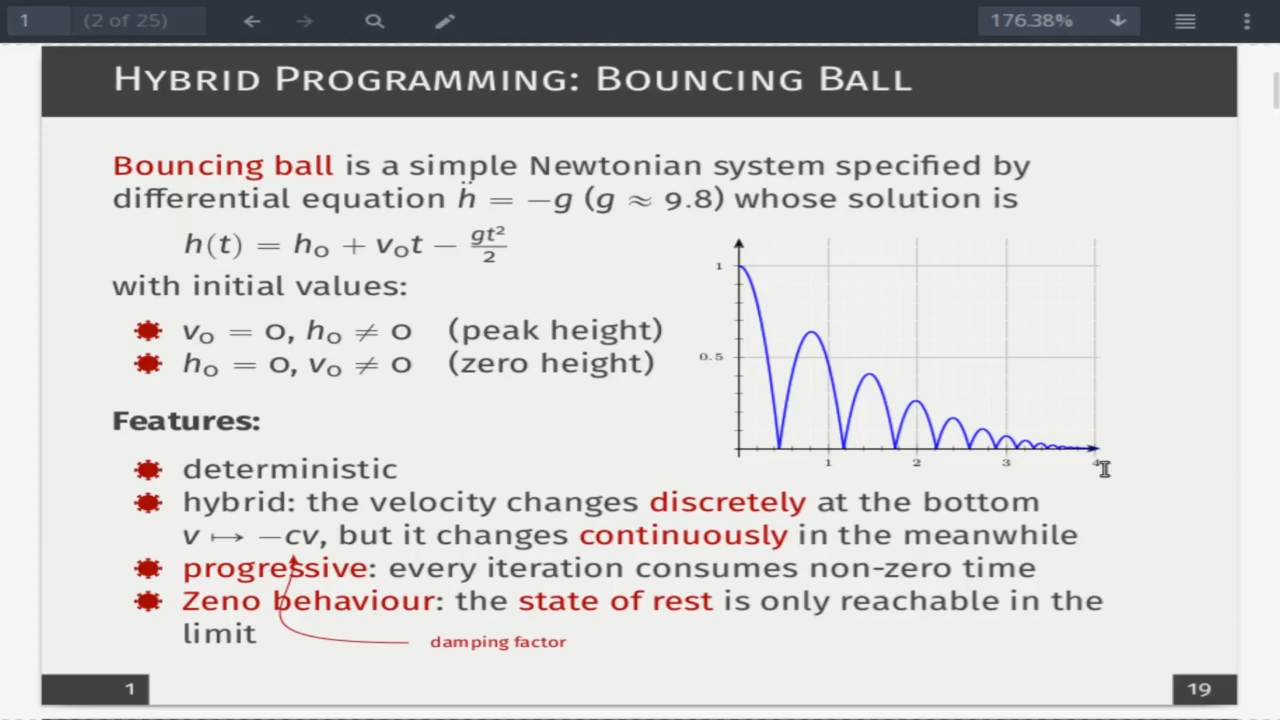 1 (2 of 25) 176.38%
HYBRID PROGRAMMING: BOUNCING BALL
Bouncing ball is a simple Newtonian system specified by
differential equation ḧ = −g (g ≈ 9.8) whose solution is
h(t) = h₀ + v₀t − gt²/2
with initial values:
v₀ = 0, h₀ ≠ 0 (peak height)
h₀ = 0, v₀ ≠ 0 (zero height)
1
0.5
1 2 3 4
Features:
deterministic
hybrid: the velocity changes discretely at the bottom
v ↦ −cv, but it changes continuously in the meanwhile
progressive: every iteration consumes non-zero time
Zeno behaviour: the state of rest is only reachable in the
limit
damping factor
1 19